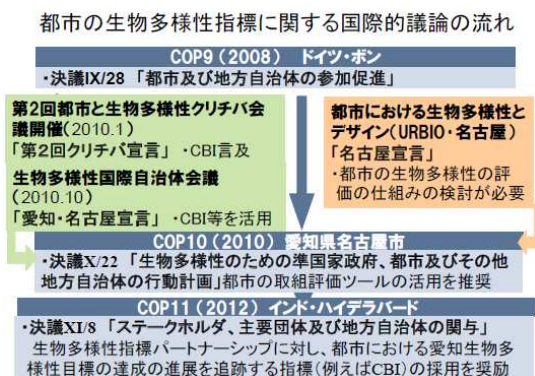 都市の生物多様性指標に関する国際的議論の流れ
COP9（2008） ドイツ・ボン
・決議IX/28 「都市及び地方自治体の参加促進」
第2回都市と生物多様性クリチバ会
議開催(2010.1)
「第2回クリチバ宣言」 ・CBI言及
生物多様性国際自治体会議
(2010.10)
「愛知・名古屋宣言」 ・CBI等を活用
都市における生物多様性と
デザイン(URBIO・名古屋)
「名古屋宣言」
・都市の生物多様性の評
価の仕組みの検討が必要
COP10（2010） 愛知県名古屋市
・決議X/22 「生物多様性のための準国家政府、都市及びその他
地方自治体の行動計画」都市の取組評価ツールの活用を推奨
COP11（2012） インド・ハイデラバード
・決議XI/8 「ステークホルダ、主要団体及び地方自治体の関与」
生物多様性指標パートナーシップに対し、都市における愛知生物多
様性目標の達成の進展を追跡する指標(例えばCBI)の採用を奨励